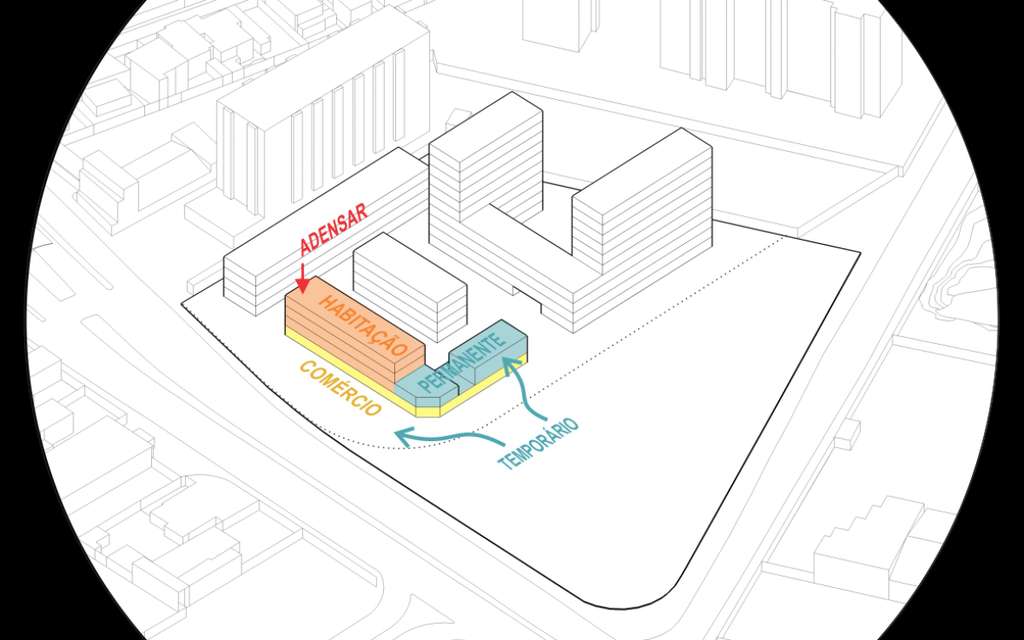 ADENSAR
HABITAÇÃO
PERMANENTE
COMÉRCIO
TEMPORÁRIO